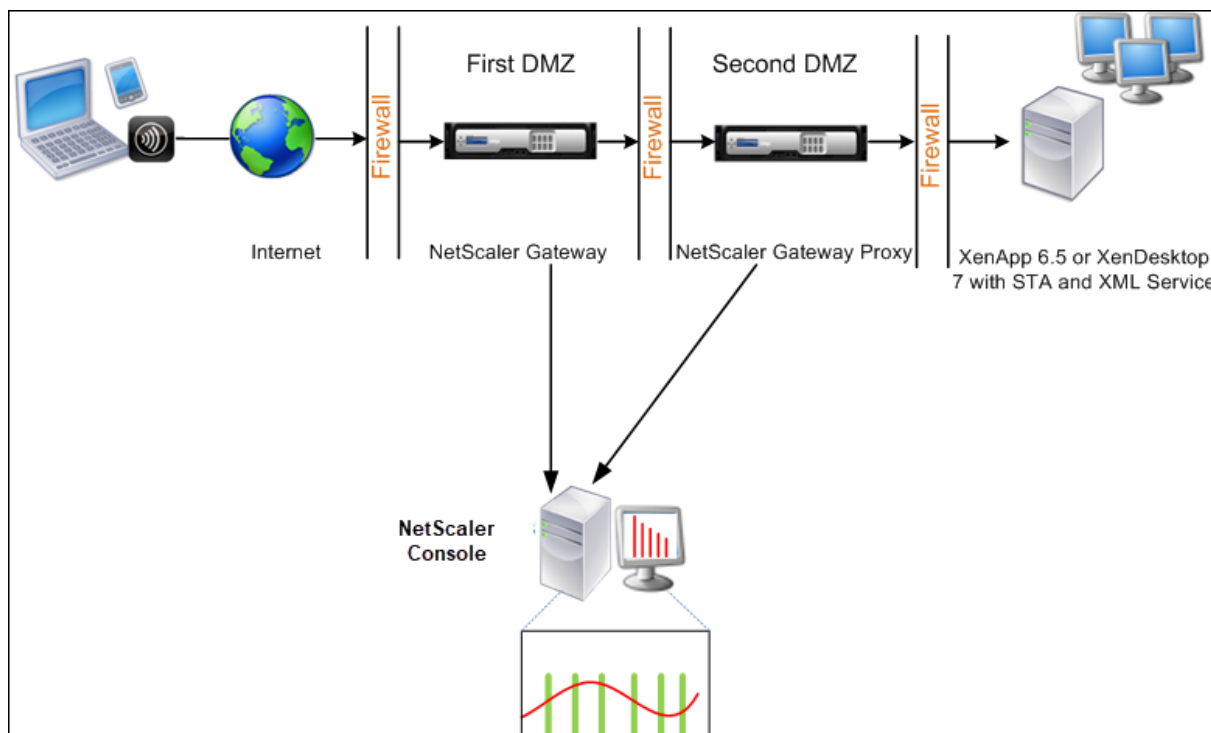 First DMZ
Second DMZ
Firewall
Firewall
Firewall
Internet
NetScaler Gateway
NetScaler Gateway Proxy
XenApp 6.5 or XenDesktop
7 with STA and XML Service
NetScaler
Console